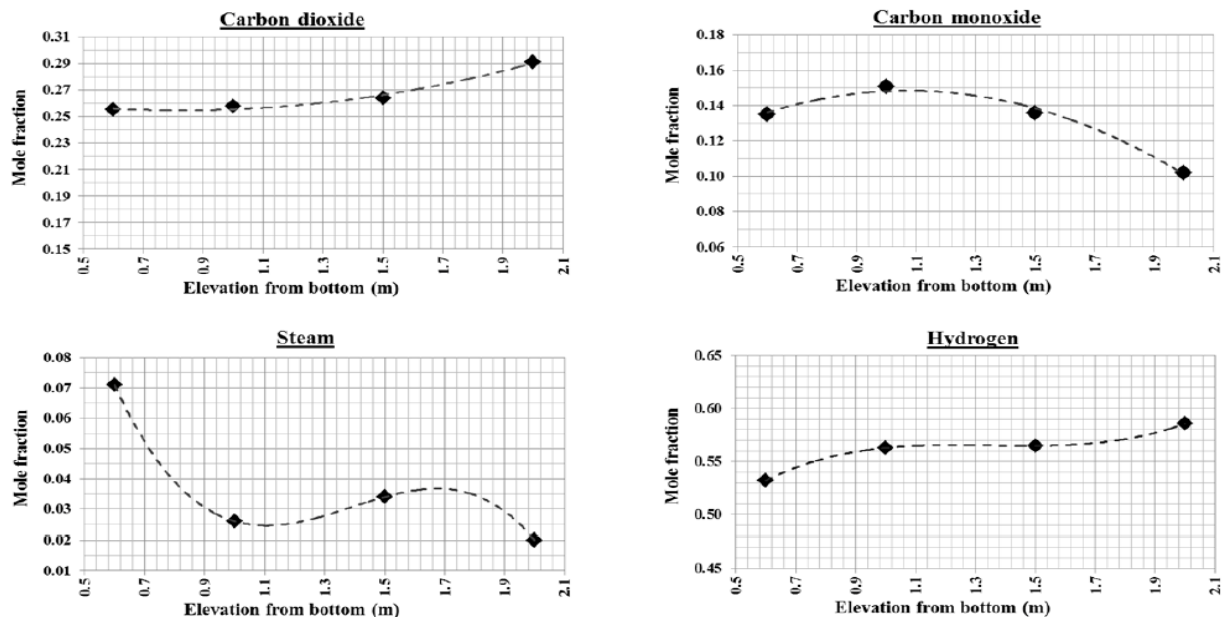 Carbon dioxide
0.31
0.29
0.27
0.25
0.23
0.21
0.19
0.17
0.15
Mole fraction
0.5 0.7 0.9 1.1 1.3 1.5 1.7 1.9 2.1
Elevation from bottom (m)
Carbon monoxide
0.18
0.16
0.14
0.12
0.10
0.08
0.06
Mole fraction
0.5 0.7 0.9 1.1 1.3 1.5 1.7 1.9 2.1
Elevation from bottom (m)
Steam
0.08
0.07
0.06
0.05
0.04
0.03
0.02
0.01
Mole fraction
0.5 0.7 0.9 1.1 1.3 1.5 1.7 1.9 2.1
Elevation from bottom (m)
Hydrogen
0.65
0.60
0.55
0.50
0.45
Mole fraction
0.5 0.7 0.9 1.1 1.3 1.5 1.7 1.9 2.1
Elevation from bottom (m)